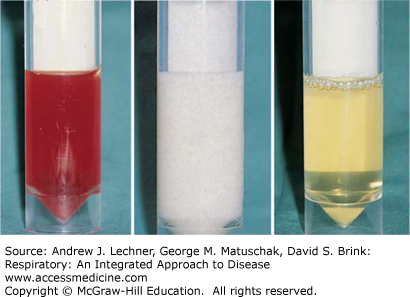 Source: Andrew J. Lechner, George M. Matuschak, David S. Brink:
Respiratory: An Integrated Approach to Disease
www.accessmedicine.com
Copyright © McGraw-Hill Education.  All rights reserved.